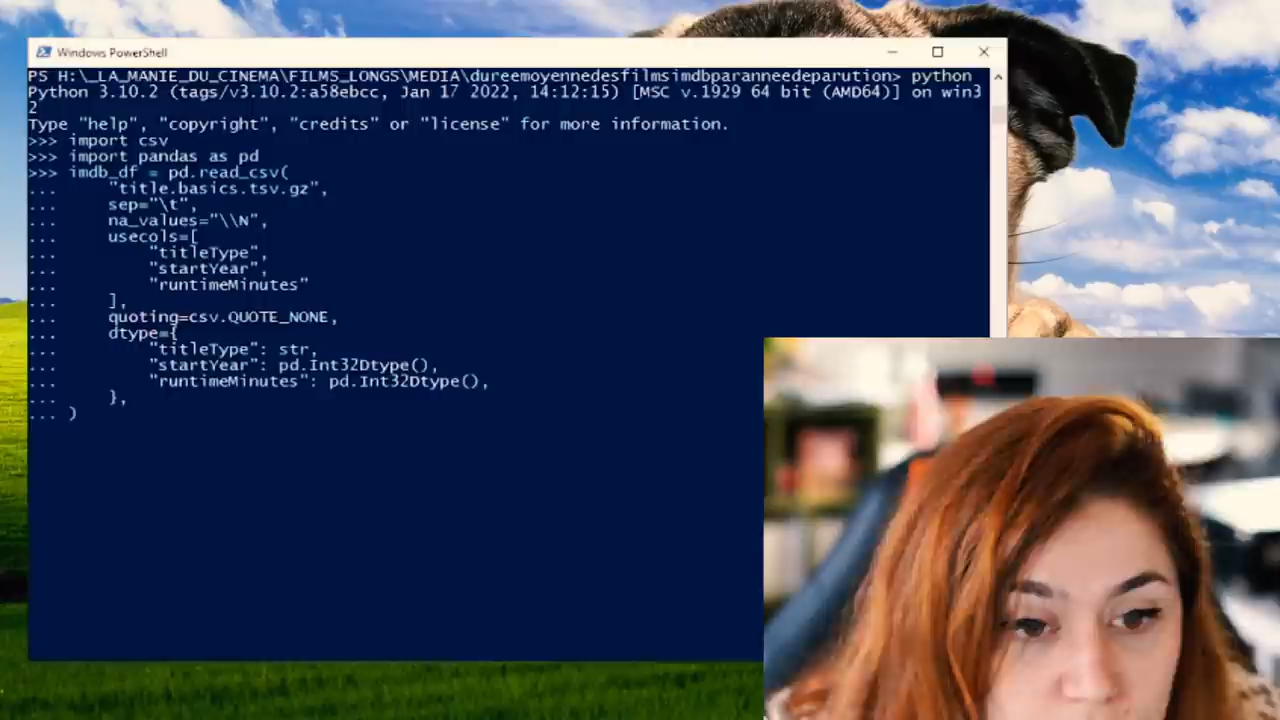 Windows PowerShell
PS H:\_LA_MANIE_DU_CINEMA\FILMS_LONGS\MEDIA\dureemoyennedesfilmsimdbparanneedeparution> python
Python 3.10.2 (tags/v3.10.2:a58ebcc, Jan 17 2022, 14:12:15) [MSC v.1929 64 bit (AMD64)] on win3
2
Type "help", "copyright", "credits" or "license" for more information.
>>> import csv
>>> import pandas as pd
>>> imdb_df = pd.read_csv(
...     "title.basics.tsv.gz",
...     sep="\t",
...     na_values="\\N",
...     usecols=[
...         "titleType",
...         "startYear",
...         "runtimeMinutes"
...     ],
...     quoting=csv.QUOTE_NONE,
...     dtype={
...         "titleType": str,
...         "startYear": pd.Int32Dtype(),
...         "runtimeMinutes": pd.Int32Dtype(),
...     },
... )